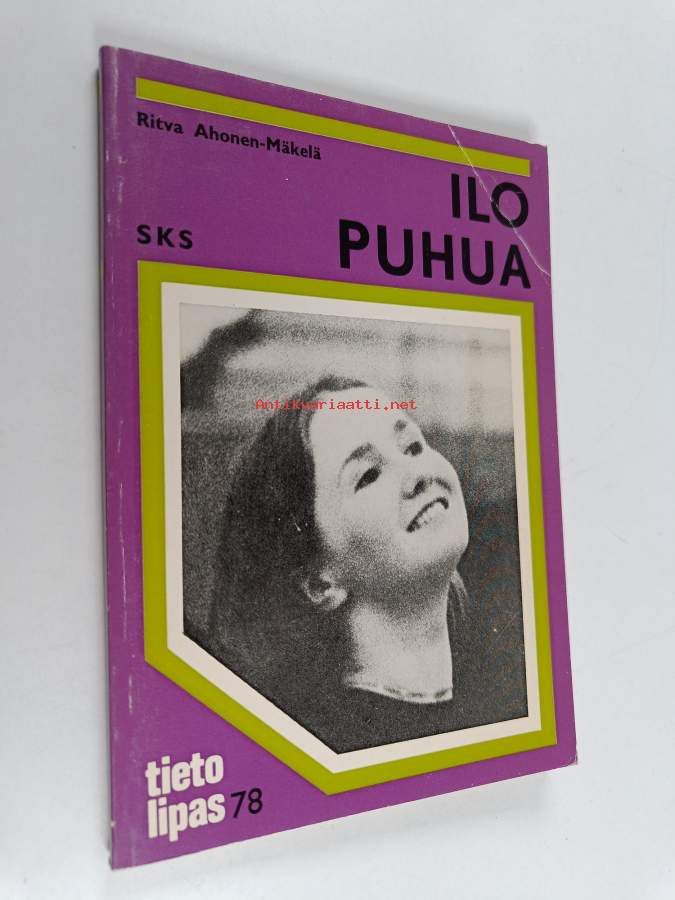 Ritva Ahonen-Mäkelä
ILO
PUHUA
SKS
Antikvariaatti.net
tieto
lipas 78